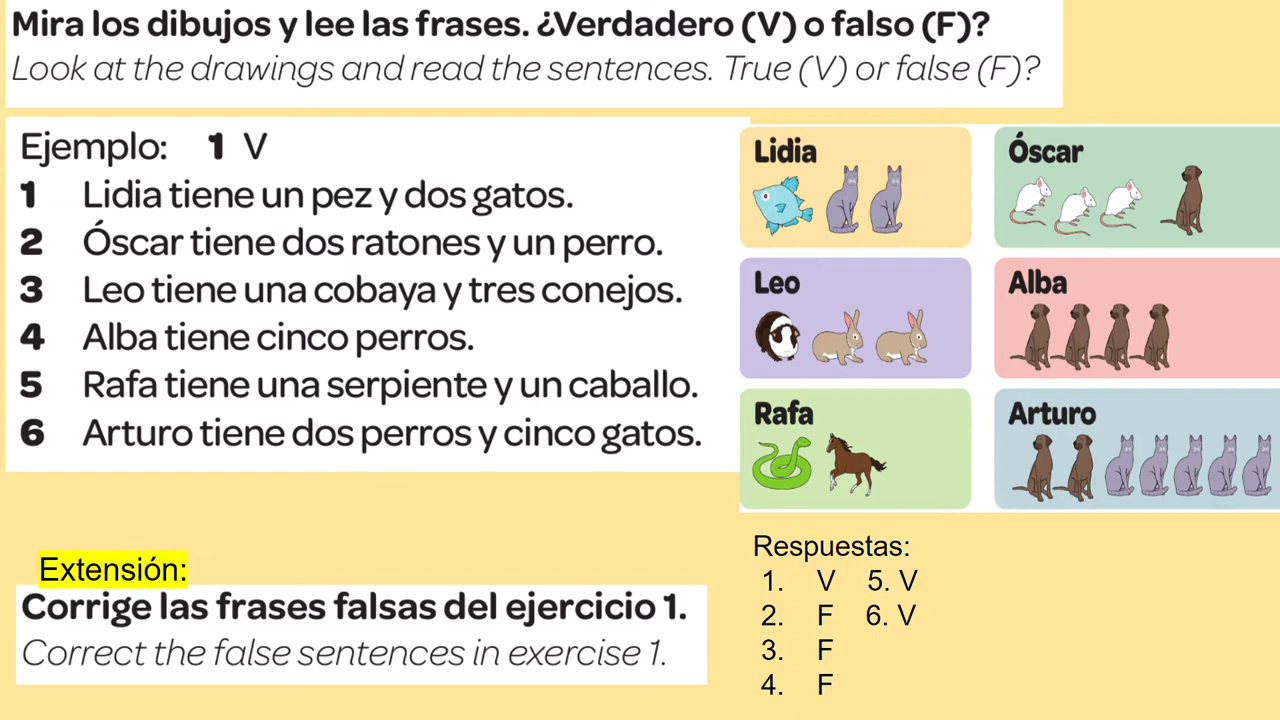 Mira los dibujos y lee las frases. ¿Verdadero (V) o falso (F)?
Look at the drawings and read the sentences. True (V) or false (F)?
Ejemplo: 1 V
1 Lidia tiene un pez y dos gatos.
2 Óscar tiene dos ratones y un perro.
3 Leo tiene una cobaya y tres conejos.
4 Alba tiene cinco perros.
5 Rafa tiene una serpiente y un caballo.
6 Arturo tiene dos perros y cinco gatos.
Lidia
Óscar
Leo
Alba
Rafa
Arturo
Extensión:
Corrige las frases falsas del ejercicio 1.
Correct the false sentences in exercise 1.
Respuestas:
1. V 5. V
2. F 6. V
3. F
4. F